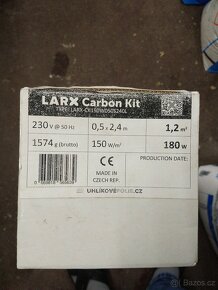 LARX Carbon Kit
230 V @ 50 Hz
0,5 x 2,4 m
1,2 m²
1574 g (brutto)
150 W/m²
180 W
CE
MADE IN
CZECH REP.
PRODUCTION DATE:
UHLIKOVEFOLIE.CZ
Bazoš.cz